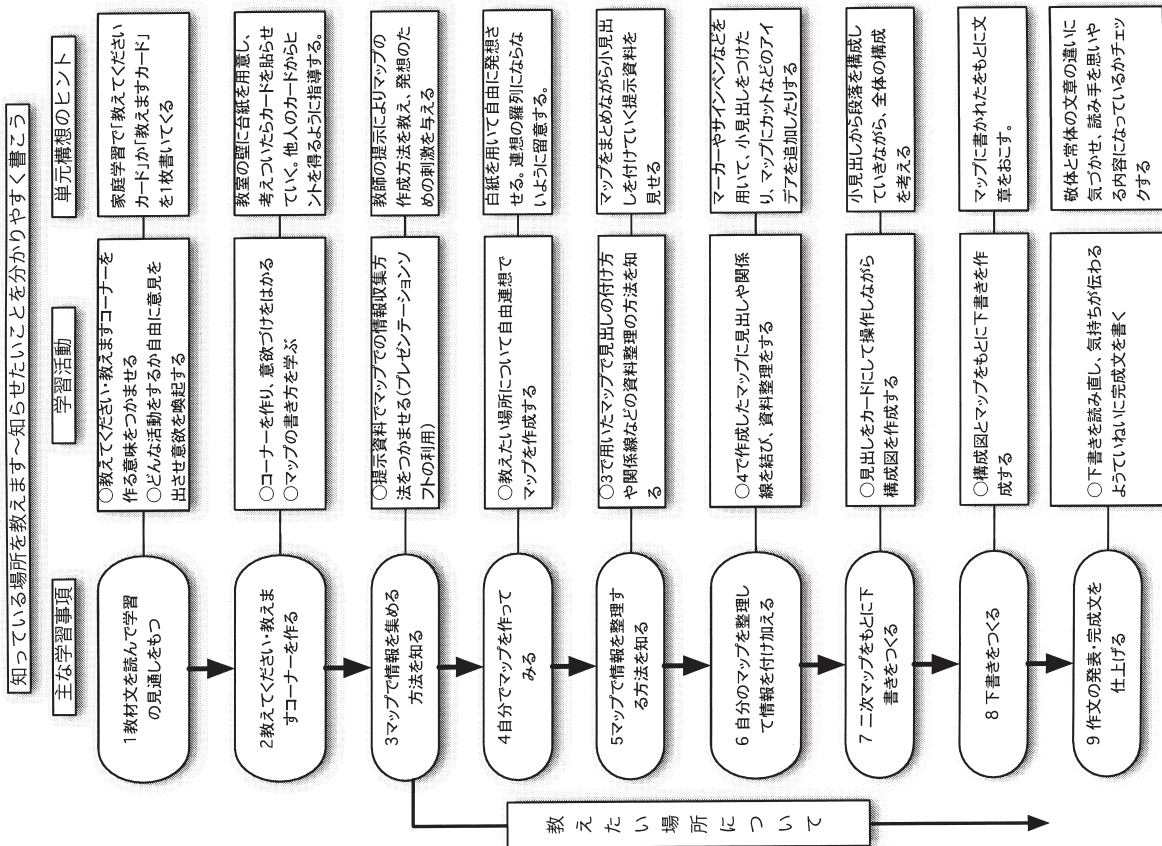 知っている場所を教えます～知らせたいことを分かりやすく書こう
主な学習事項
学習活動
単元構想のヒント
1教材文を読んで学習
の見通しをもつ
○教えてください・教えますコーナーを
作る意味をつかませる
○どんな活動をするか自由に意見を
出させ意欲を喚起する
家庭学習で「教えてください
カード」か「教えますカード」
を1枚書いてくる
2教えてください・教えま
すコーナーを作る
○コーナーを作り、意欲づけをはかる
○マップの書き方を学ぶ
教室の壁に台紙を用意し、
考えついたらカードを貼らせ
ていく。他人のカードからヒ
ントを得るように指導する。
3マップで情報を集める
方法を知る
○提示資料でマップでの情報収集方
法をつかませる(プレゼンテーションソ
フトの利用)
教師の提示によりマップの
作成方法を教え、発想のた
めの刺激を与える
4自分でマップを作って
みる
○教えたい場所について自由連想で
マップを作成する
白紙を用いて自由に発想さ
せる。連想の羅列にならな
いように留意する。
5マップで情報を整理す
る方法を知る
○3で用いたマップで見出しの付け方
や関係線などの資料整理の方法を知
る
マップをまとめながら小見出
しを付けていく提示資料を
見せる
6 自分のマップを整理し
て情報を付け加える
○4で作成したマップに見出しや関係
線を結び、資料整理をする
マーカーやサインペンなどを
用いて、小見出しをつけた
り、マップにカットなどのアイ
デアを追加したりする
7 二次マップをもとに下
書きをつくる
○見出しをカードにして操作しながら
構成図を作成する
小見出しから段落を構成し
ていきながら、全体の構成
を考える
8 下書きをつくる
○構成図とマップをもとに下書きを作
成する
マップに書かれたをもとに文
章をおこす。
9 作文の発表・完成文を
仕上げる
○下書きを読み直し、気持ちが伝わる
ようていねいに完成文を書く
敬体と常体の文章の違いに
気づかせ、読み手を思いや
る内容になっているかチェッ
クする
教えたい場所について